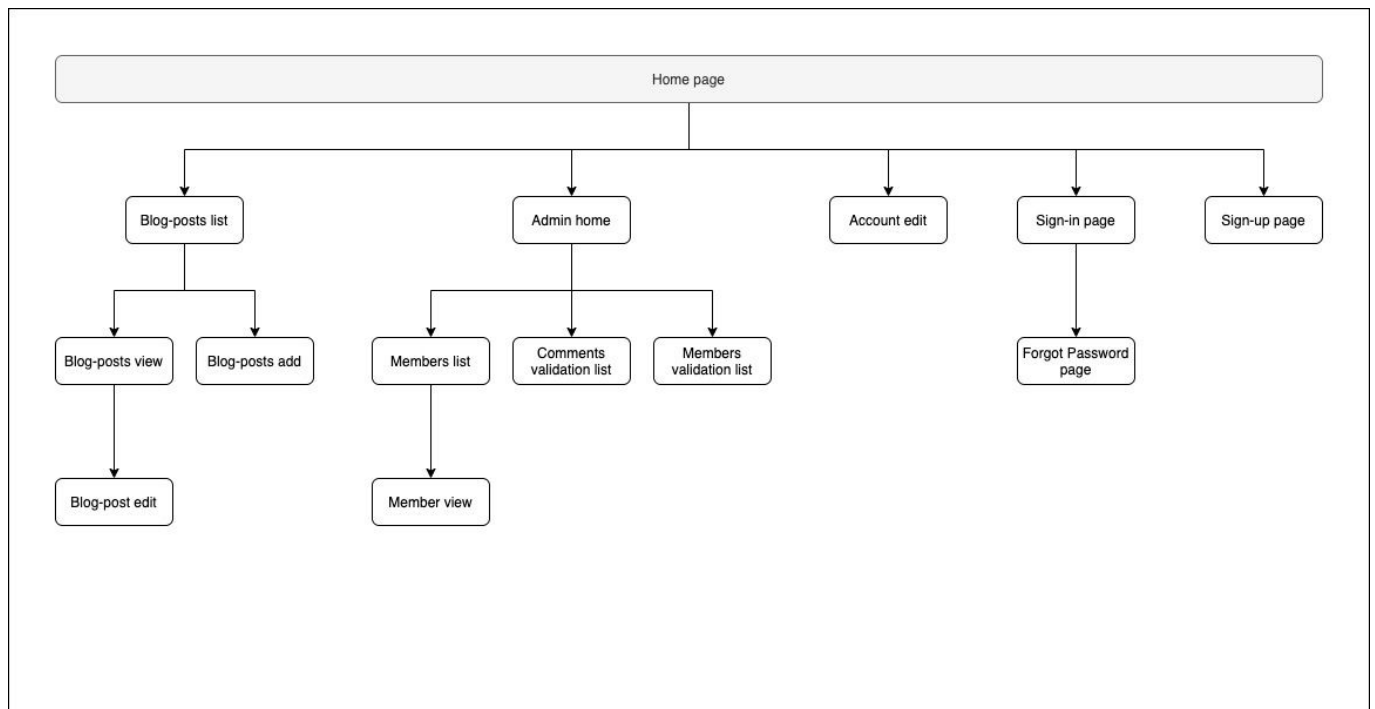 Home page
Blog-posts list
Admin home
Account edit
Sign-in page
Sign-up page
Blog-posts view
Blog-posts add
Members list
Comments
validation list
Members
validation list
Forgot Password
page
Blog-post edit
Member view